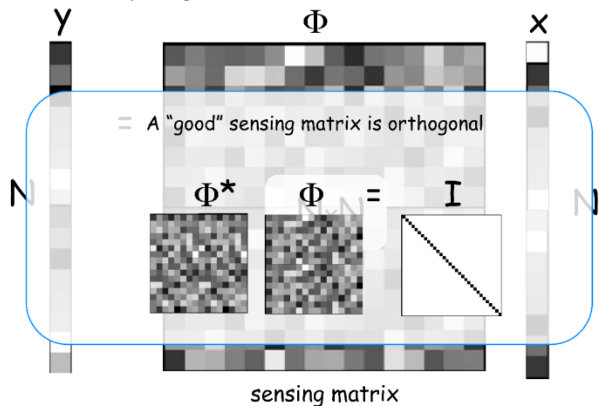 y Φ x
= A "good" sensing matrix is orthogonal
N Φ* Φ = I N
N×N
sensing matrix